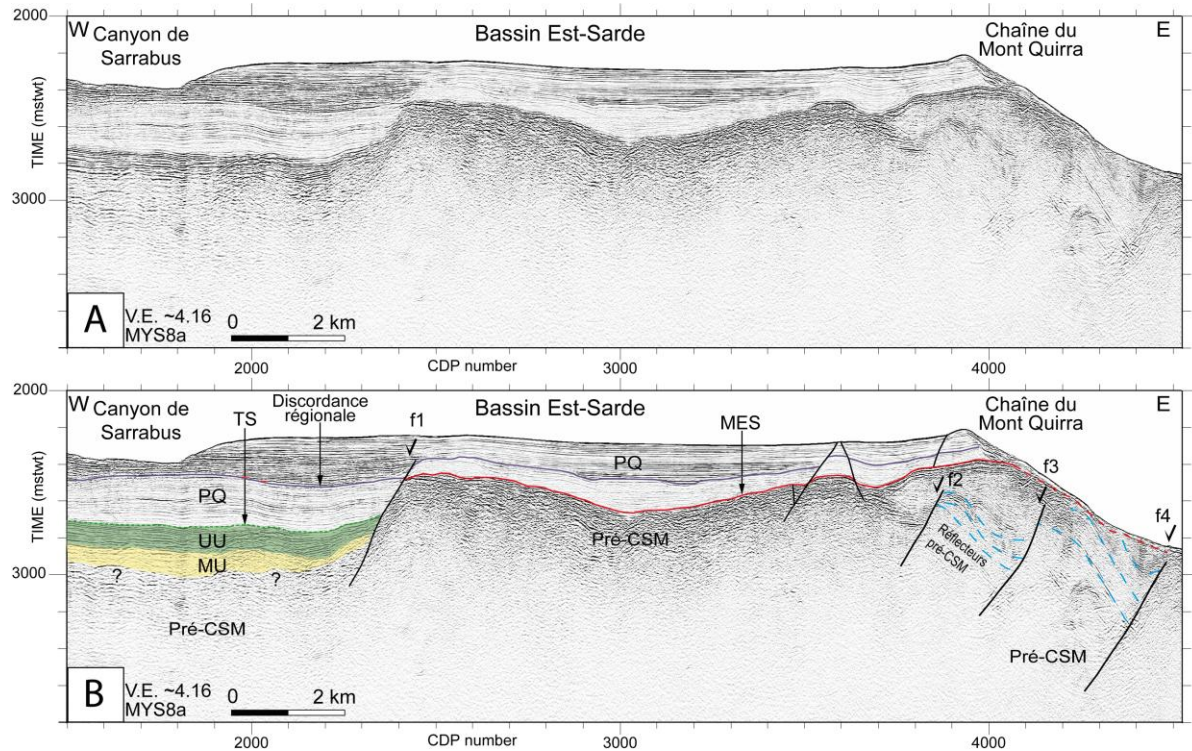 2000
W
Canyon de
Sarrabus
Bassin Est-Sarde
Chaîne du
Mont Quirra
E
TIME (mstwt)
3000
A
V.E. ~4.16
MYS8a
0 2 km
2000
CDP number
3000
4000
2000
W
Canyon de
Sarrabus
TS
Discordance
régionale
f1
Bassin Est-Sarde
MES
Chaîne du
Mont Quirra
E
TIME (mstwt)
PQ
PQ
f2
f3
f4
UU
MU
Pré-CSM
Réflecteurs
pré-CSM
3000
?
?
Pré-CSM
Pré-CSM
B
V.E. ~4.16
MYS8a
0 2 km
2000
CDP number
3000
4000